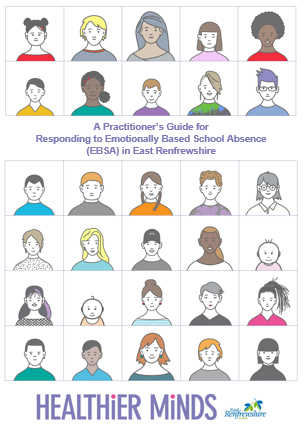 A Practitioner's Guide for
Responding to Emotionally Based School Absence
(EBSA) in East Renfrewshire
HEALTHiER MiNDS
East
Renfrewshire